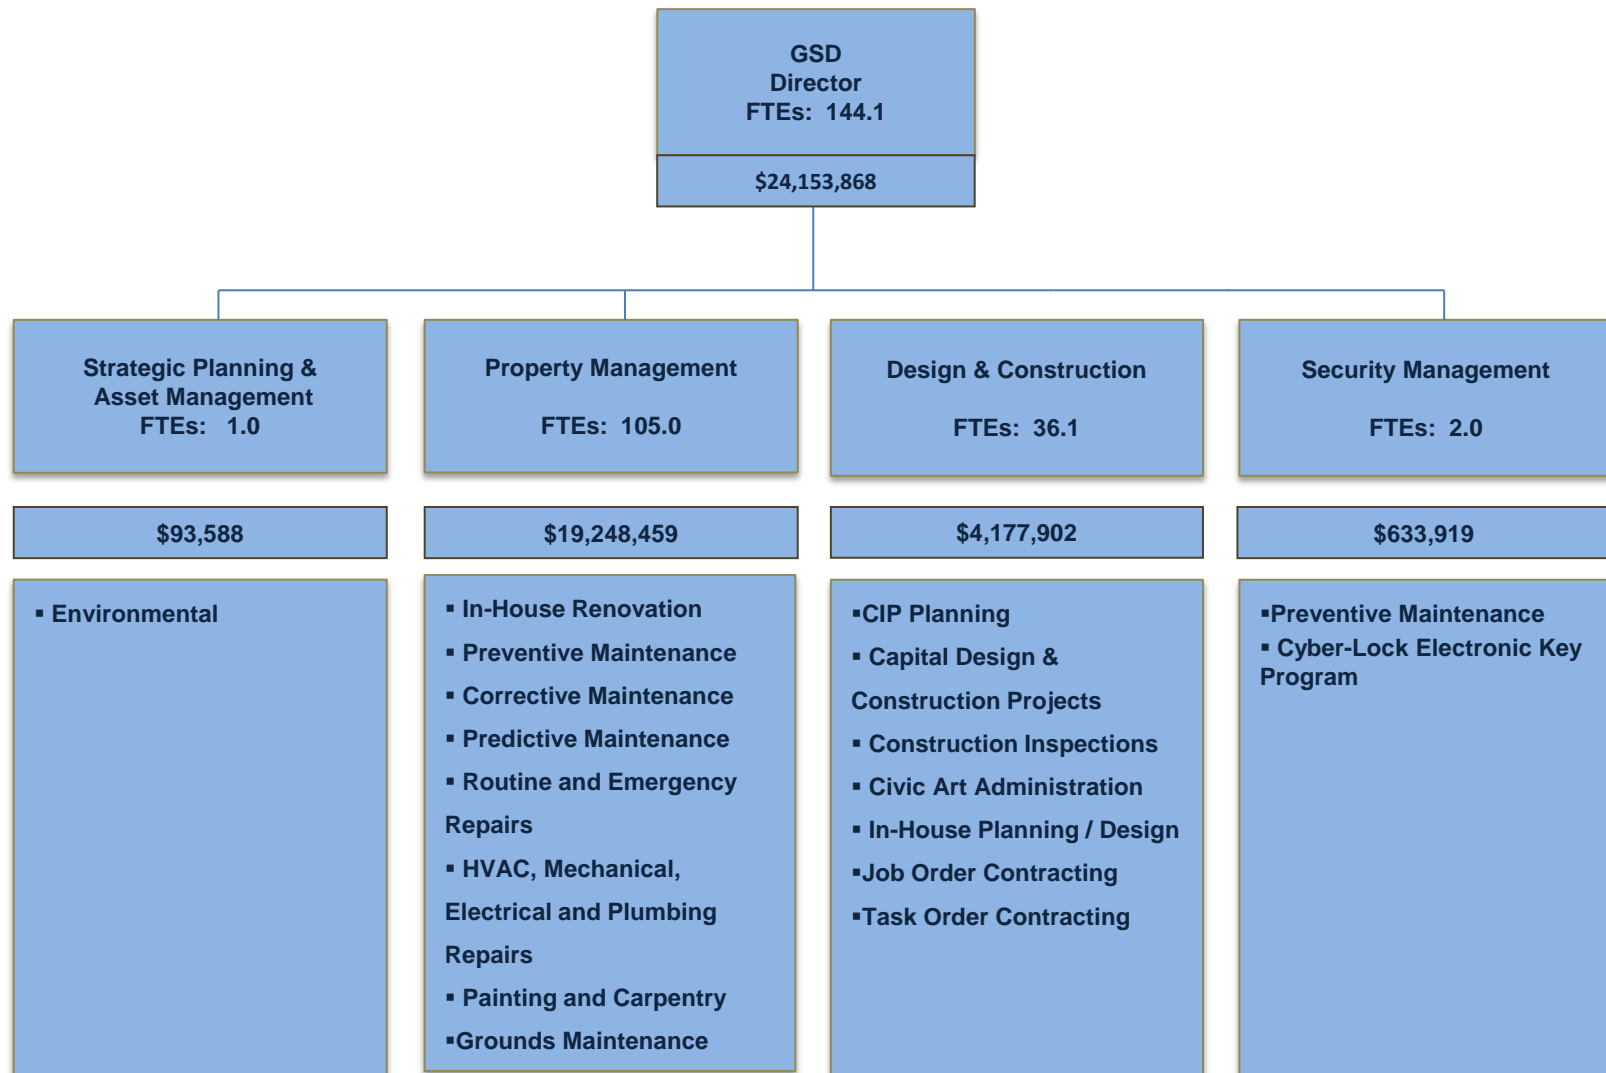 GSD
Director
FTEs:  144.1
$24,153,868
Strategic Planning &
Asset Management
FTEs:   1.0
$93,588
▪ Environmental
Property Management
FTEs:  105.0
$19,248,459
▪ In-House Renovation
▪ Preventive Maintenance
▪ Corrective Maintenance
▪ Predictive Maintenance
▪ Routine and Emergency
Repairs
▪ HVAC, Mechanical,
Electrical and Plumbing
Repairs
▪ Painting and Carpentry
▪Grounds Maintenance
Design & Construction
FTEs:  36.1
$4,177,902
▪CIP Planning
▪ Capital Design &
Construction Projects
▪ Construction Inspections
▪ Civic Art Administration
▪ In-House Planning / Design
▪Job Order Contracting
▪Task Order Contracting
Security Management
FTEs:  2.0
$633,919
▪Preventive Maintenance
▪ Cyber-Lock Electronic Key
Program